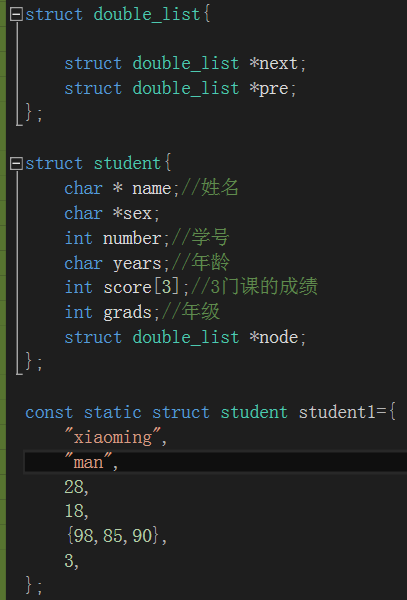 struct double_list{
struct double_list *next;
struct double_list *pre;
};
struct student{
char * name;//姓名
char *sex;
int number;//学号
char years;//年龄
int score[3];//3门课的成绩
int grads;//年级
struct double_list *node;
};
const static struct student student1={
"xiaoming",
"man",
28,
18,
{98,85,90},
3,
};